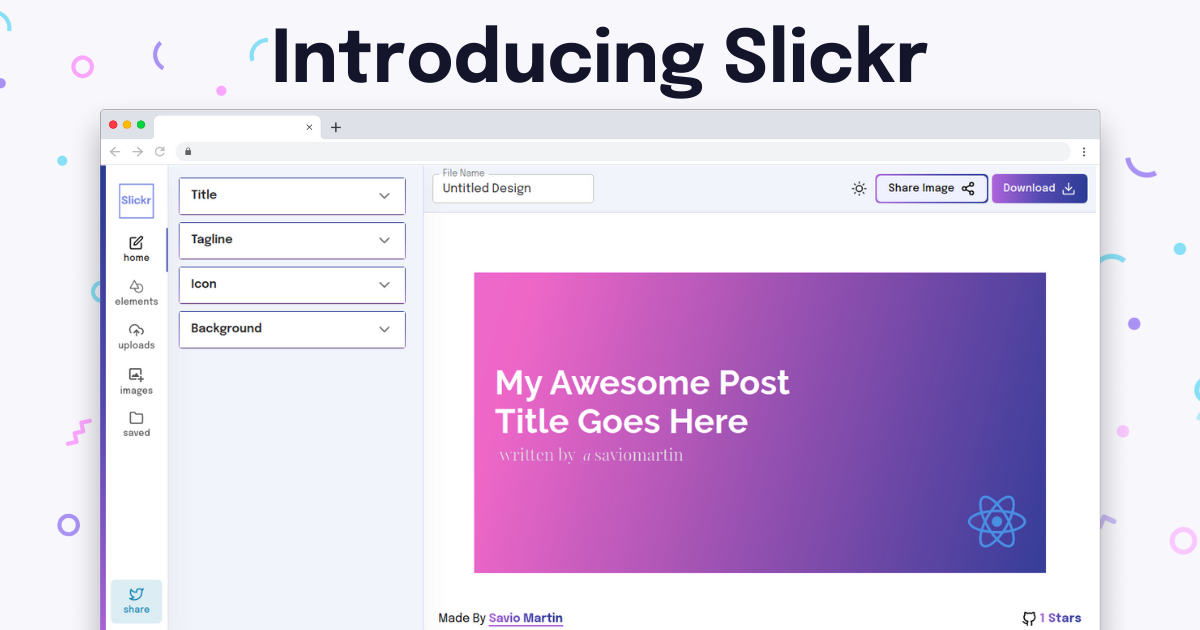 Introducing Slickr
Slickr
home
elements
uploads
images
saved
share
Title
Tagline
Icon
Background
File Name
Untitled Design
Share Image
Download
My Awesome Post
Title Goes Here
written by @saviomartin
Made By Savio Martin
1 Stars